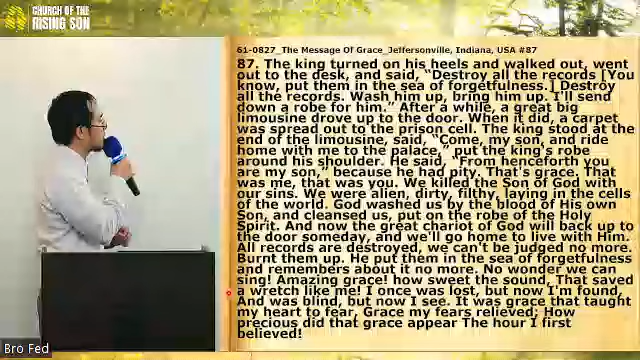 CHURCH OF THE
RISING SON
61-0827_The Message Of Grace_Jeffersonville, Indiana, USA #87
87. The king turned on his heels and walked out, went
out to the desk, and said, “Destroy all the records [You
know, put them in the sea of forgetfulness.] Destroy
all the records. Wash him up, bring him up. I'll send
down a robe for him.” After a while, a great big
limousine drove up to the door. When it did, a carpet
was spread out to the prison cell. The king stood at the
end of the limousine, said, “Come, my son, and ride
home with me to the palace,” put the king's robe
around his shoulder. He said, “From henceforth you
are my son,” because he had pity. That's grace. That
was me, that was you. We killed the Son of God with
our sins. We were alien, dirty, filthy, laying in the cells
of the world. God washed us by the blood of His own
Son, and cleansed us, put on the robe of the Holy
Spirit. And now the great chariot of God will back up to
the door someday, and we'll go home to live with Him.
All records are destroyed, we can't be judged no more.
Burnt them up. He put them in the sea of forgetfulness
and remembers about it no more. No wonder we can
sing! Amazing grace! how sweet the sound, That saved
a wretch like me! I once was lost, but now I'm found,
And was blind, but now I see. It was grace that taught
my heart to fear, Grace my fears relieved; How
precious did that grace appear The hour I first
believed!
Bro Fed